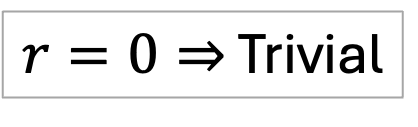 𝑟 = 0 ⇒ Trivial